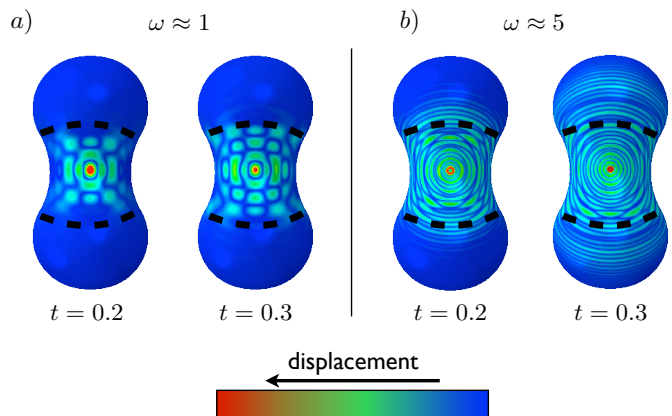 a) ω ≈ 1
b) ω ≈ 5
t = 0.2
t = 0.3
t = 0.2
t = 0.3
displacement